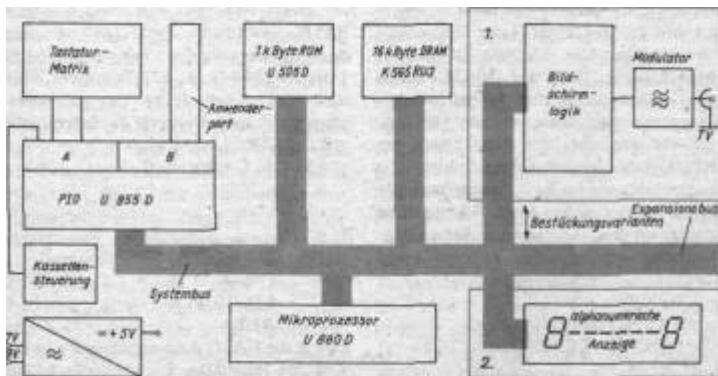 Tastatur-
Matrix
1 k Byte ROM
U 505 D
16 k Byte DRAM
K 565 RU3
1.
Bild-
schirm-
logik
Modulator
TV
Anwender-
port
A
B
PIO U 855 D
Bestückungsvarianten
Expansionsbus
Kassetten-
steuerung
Systembus
Mikroprozessor
U 880 D
= + 5V
alphanumerische
Anzeige
2.